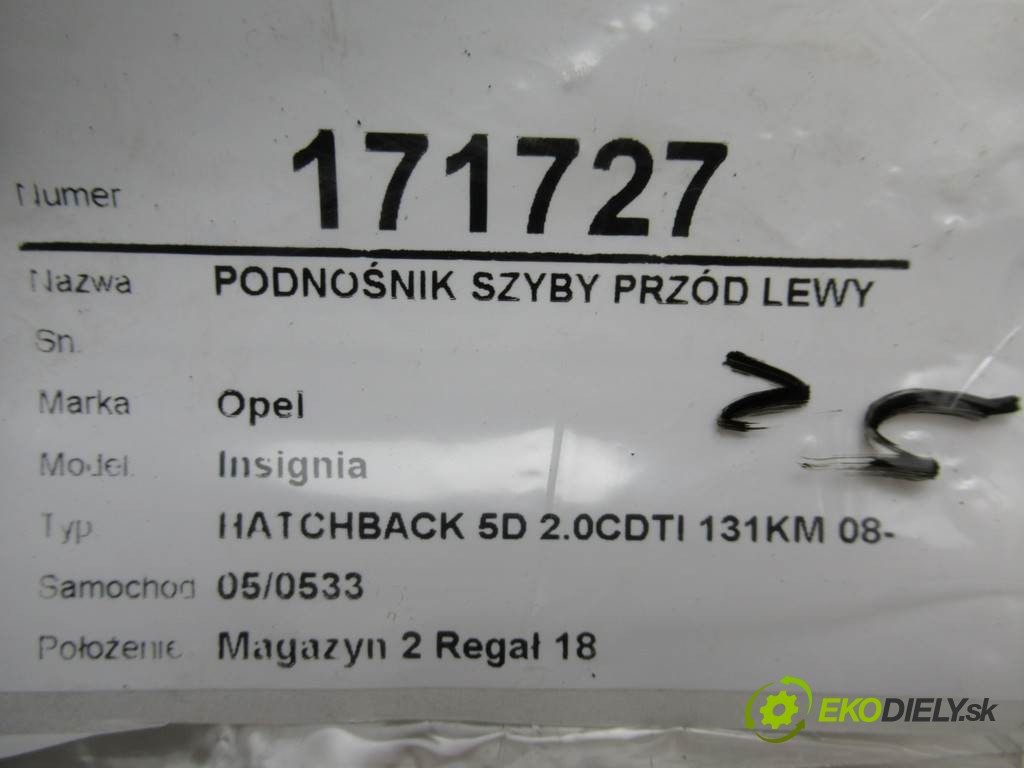 Numer 171727
Nazwa PODNOŚNIK SZYBY PRZÓD LEWY
Sn.
Marka Opel
Model. Insignia
Typ HATCHBACK 5D 2.0CDTI 131KM 08-
Samochod 05/0533
Położenie Magazyn 2 Regał 18
EKODIELY.sk